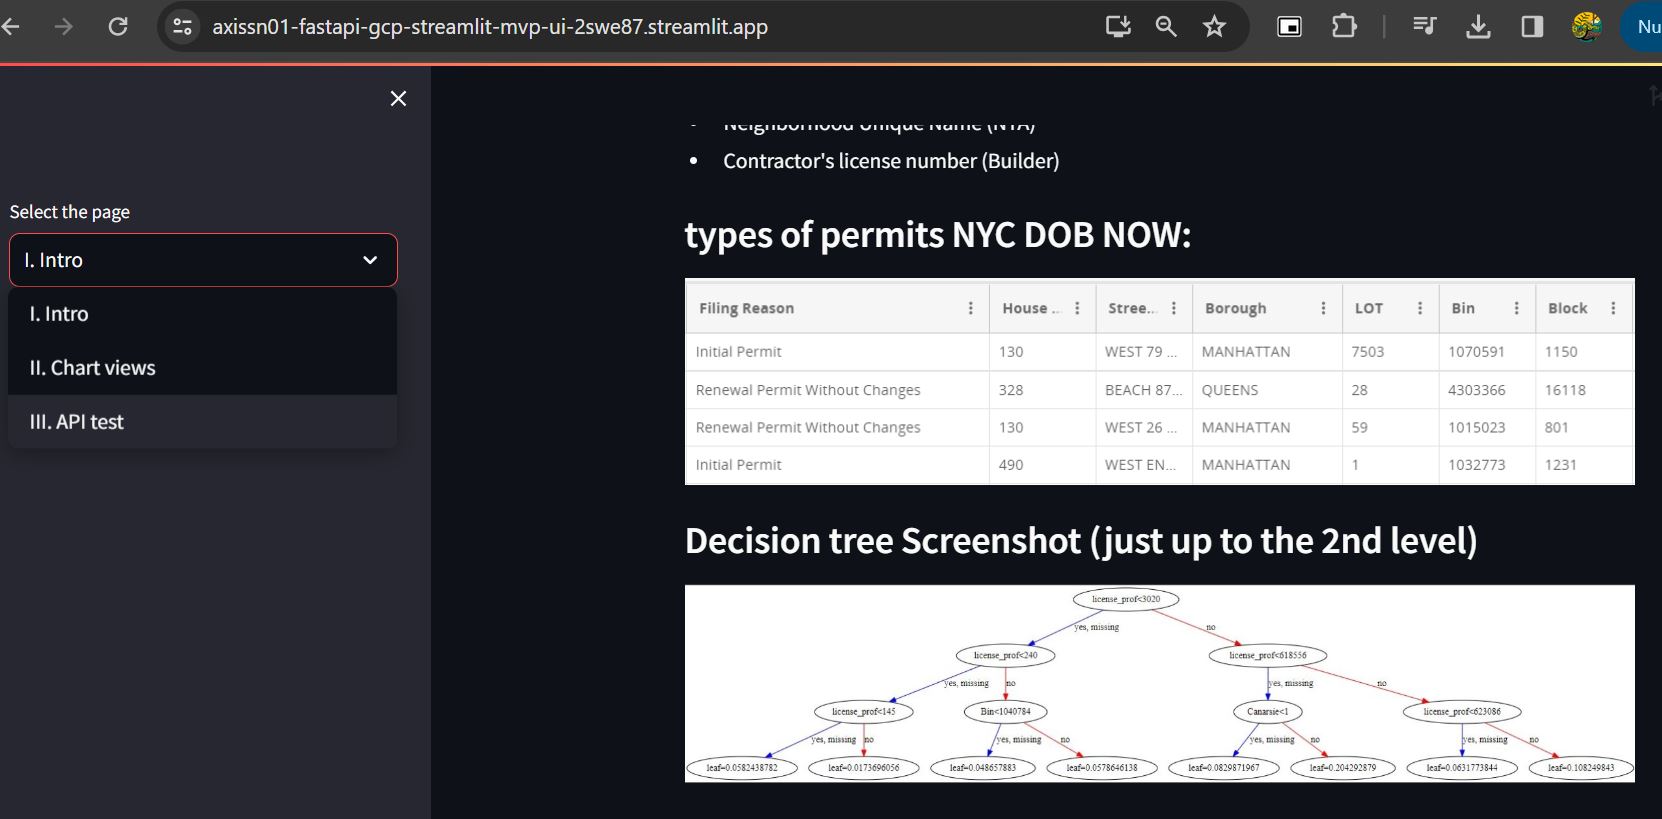 axissn01-fastapi-gcp-streamlit-mvp-ui-2swe87.streamlit.app
Nu
Select the page
I. Intro
I. Intro
II. Chart views
III. API test
Neighborhood Unique Name (NTA)
Contractor's license number (Builder)
types of permits NYC DOB NOW:
Filing Reason House ... Stree... Borough LOT Bin Block
Initial Permit 130 WEST 79 ... MANHATTAN 7503 1070591 1150
Renewal Permit Without Changes 328 BEACH 87... QUEENS 28 4303366 16118
Renewal Permit Without Changes 130 WEST 26 ... MANHATTAN 59 1015023 801
Initial Permit 490 WEST EN... MANHATTAN 1 1032773 1231
Decision tree Screenshot (just up to the 2nd level)
license_prof<3020
yes, missing no
license_prof<240 license_prof<618556
yes, missing no yes, missing no
license_prof<145 Bin<1040784 Canarsie<1 license_prof<623086
yes, missing no yes, missing no yes, missing no yes, missing no
leaf=0.0582438782 leaf=0.0173696056 leaf=0.048657883 leaf=0.0578646138 leaf=0.0829871967 leaf=0.204292879 leaf=0.0631773844 leaf=0.108249843